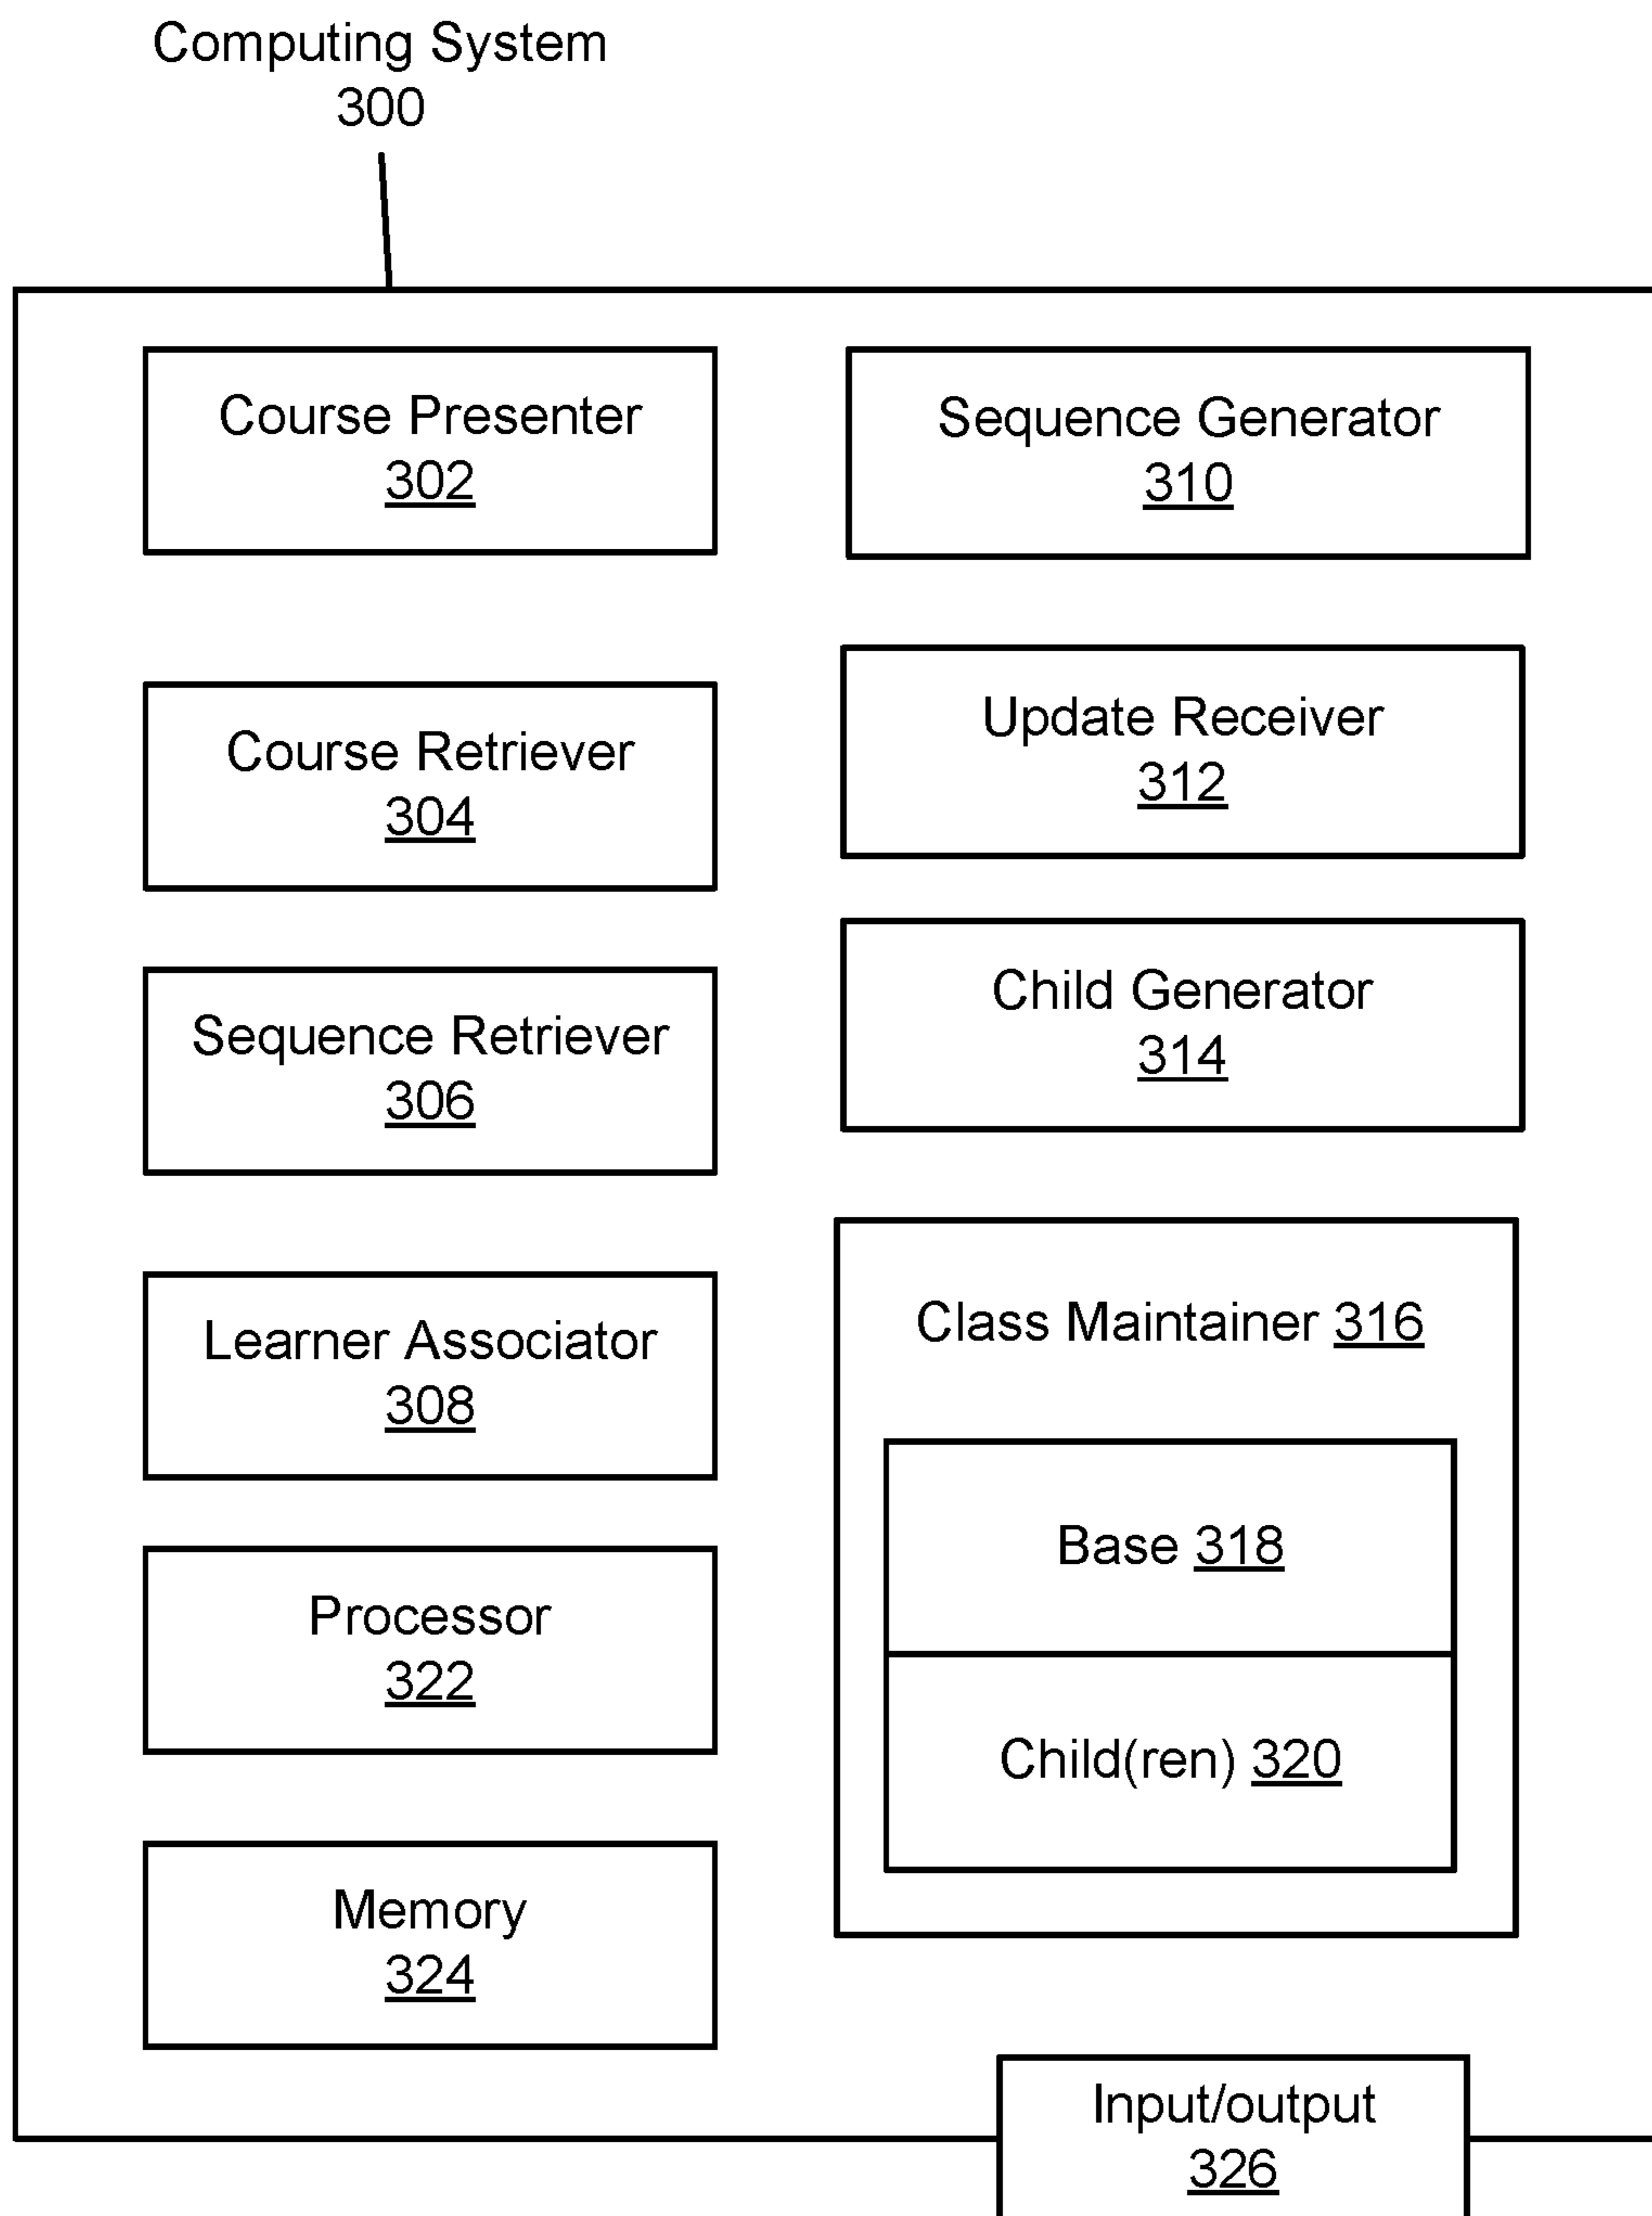 Computing System
300
Course Presenter
302
Course Retriever
304
Sequence Retriever
306
Learner Associator
308
Processor
322
Memory
324
Sequence Generator
310
Update Receiver
312
Child Generator
314
Class Maintainer 316
Base 318
Child(ren) 320
Input/output
326